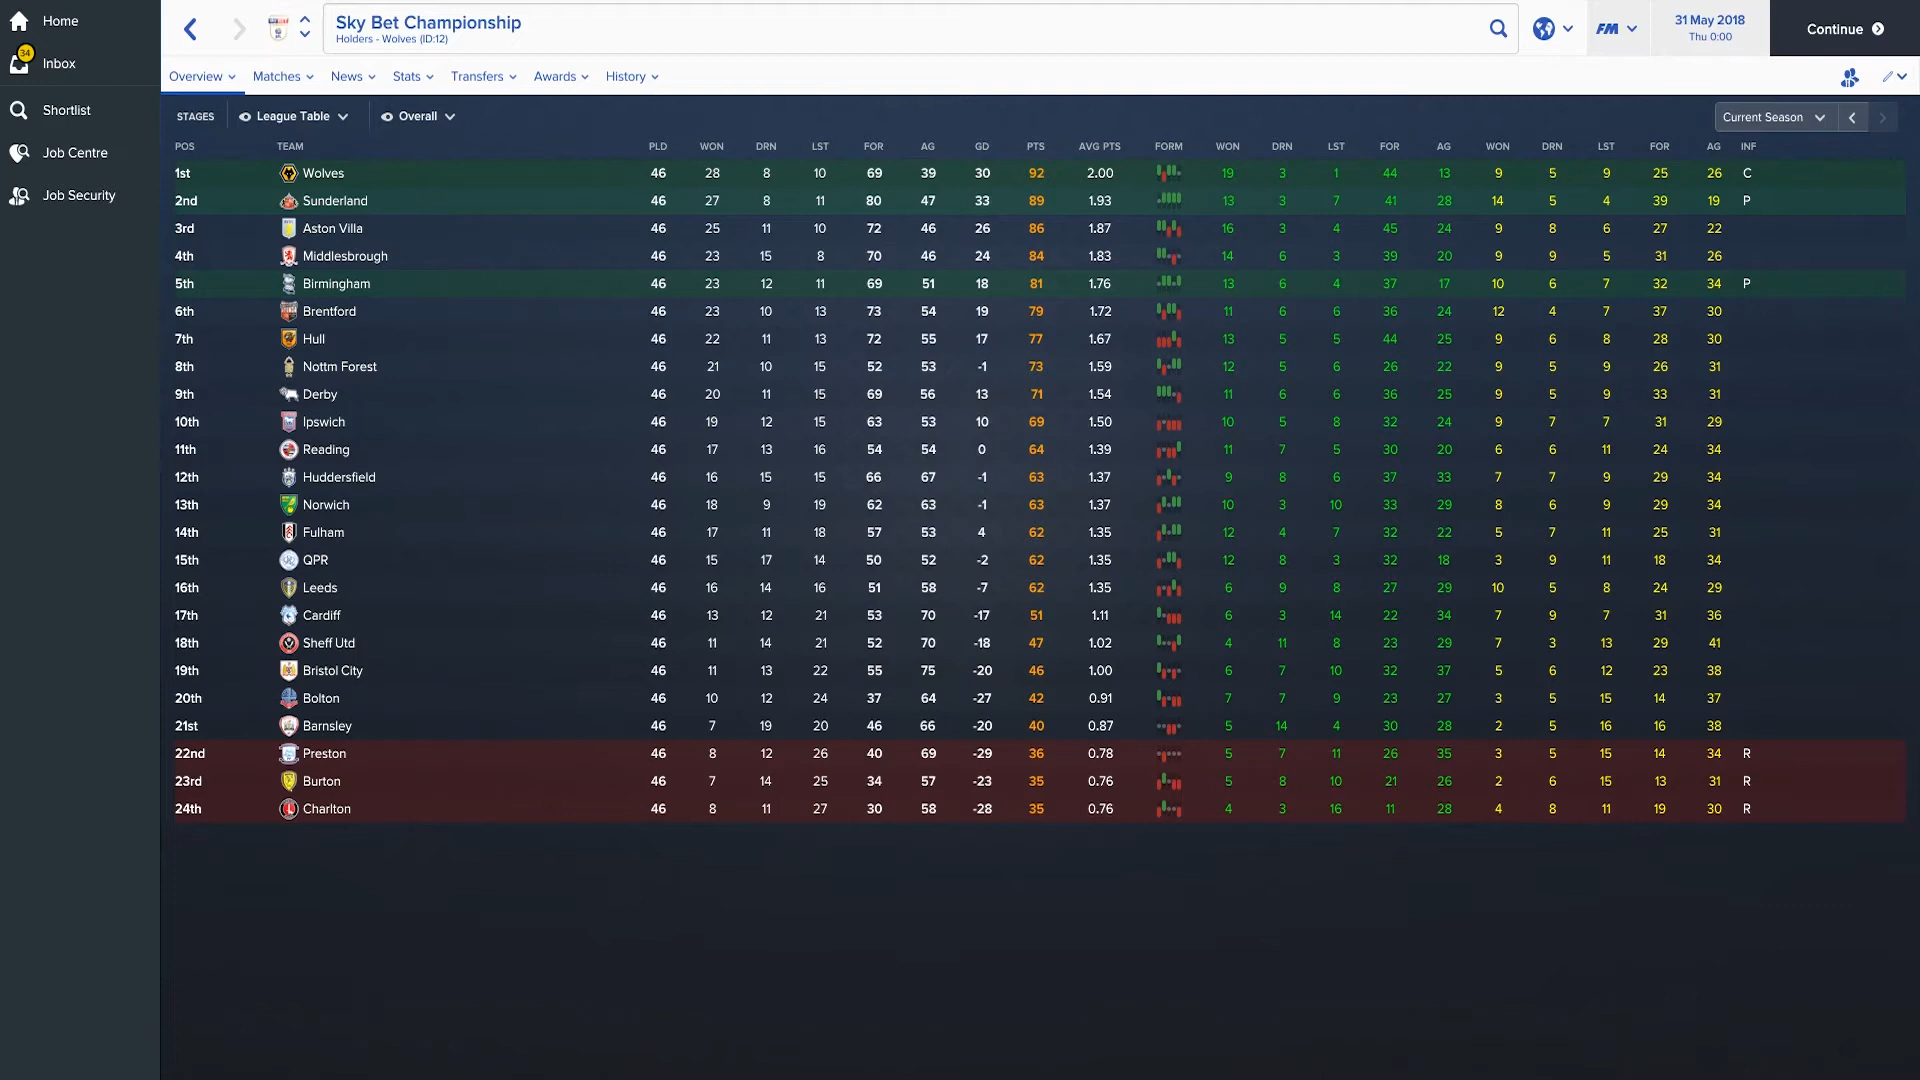 Home
34
Inbox
Shortlist
Job Centre
Job Security
Sky Bet Championship
Holders - Wolves (ID:12)
FM
31 May 2018
Thu 0:00
Continue
Overview Matches News Stats Transfers Awards History
STAGES League Table Overall Current Season
POS TEAM PLD WON DRN LST FOR AG GD PTS AVG PTS FORM WON DRN LST FOR AG WON DRN LST FOR AG INF
1st Wolves 46 28 8 10 69 39 30 92 2.00 19 3 1 44 13 9 5 9 25 26 C
2nd Sunderland 46 27 8 11 80 47 33 89 1.93 13 3 7 41 28 14 5 4 39 19 P
3rd Aston Villa 46 25 11 10 72 46 26 86 1.87 16 3 4 45 24 9 8 6 27 22
4th Middlesbrough 46 23 15 8 70 46 24 84 1.83 14 6 3 39 20 9 9 5 31 26
5th Birmingham 46 23 12 11 69 51 18 81 1.76 13 6 4 37 17 10 6 7 32 34 P
6th Brentford 46 23 10 13 73 54 19 79 1.72 11 6 6 36 24 12 4 7 37 30
7th Hull 46 22 11 13 72 55 17 77 1.67 13 5 5 44 25 9 6 8 28 30
8th Nottm Forest 46 21 10 15 52 53 -1 73 1.59 12 5 6 26 22 9 5 9 26 31
9th Derby 46 20 11 15 69 56 13 71 1.54 11 6 6 36 25 9 5 9 33 31
10th Ipswich 46 19 12 15 63 53 10 69 1.50 10 5 8 32 24 9 7 7 31 29
11th Reading 46 17 13 16 54 54 0 64 1.39 11 7 5 30 20 6 6 11 24 34
12th Huddersfield 46 16 15 15 66 67 -1 63 1.37 9 8 6 37 33 7 7 9 29 34
13th Norwich 46 18 9 19 62 63 -1 63 1.37 10 3 10 33 29 8 6 9 29 34
14th Fulham 46 17 11 18 57 53 4 62 1.35 12 4 7 32 22 5 7 11 25 31
15th QPR 46 15 17 14 50 52 -2 62 1.35 12 8 3 32 18 3 9 11 18 34
16th Leeds 46 16 14 16 51 58 -7 62 1.35 6 9 8 27 29 10 5 8 24 29
17th Cardiff 46 13 12 21 53 70 -17 51 1.11 6 3 14 22 34 7 9 7 31 36
18th Sheff Utd 46 11 14 21 52 70 -18 47 1.02 4 11 8 23 29 7 3 13 29 41
19th Bristol City 46 11 13 22 55 75 -20 46 1.00 6 7 10 32 37 5 6 12 23 38
20th Bolton 46 10 12 24 37 64 -27 42 0.91 7 7 9 23 27 3 5 15 14 37
21st Barnsley 46 7 19 20 46 66 -20 40 0.87 5 14 4 30 28 2 5 16 16 38
22nd Preston 46 8 12 26 40 69 -29 36 0.78 5 7 11 26 35 3 5 15 14 34 R
23rd Burton 46 7 14 25 34 57 -23 35 0.76 5 8 10 21 26 2 6 15 13 31 R
24th Charlton 46 8 11 27 30 58 -28 35 0.76 4 3 16 11 28 4 8 11 19 30 R